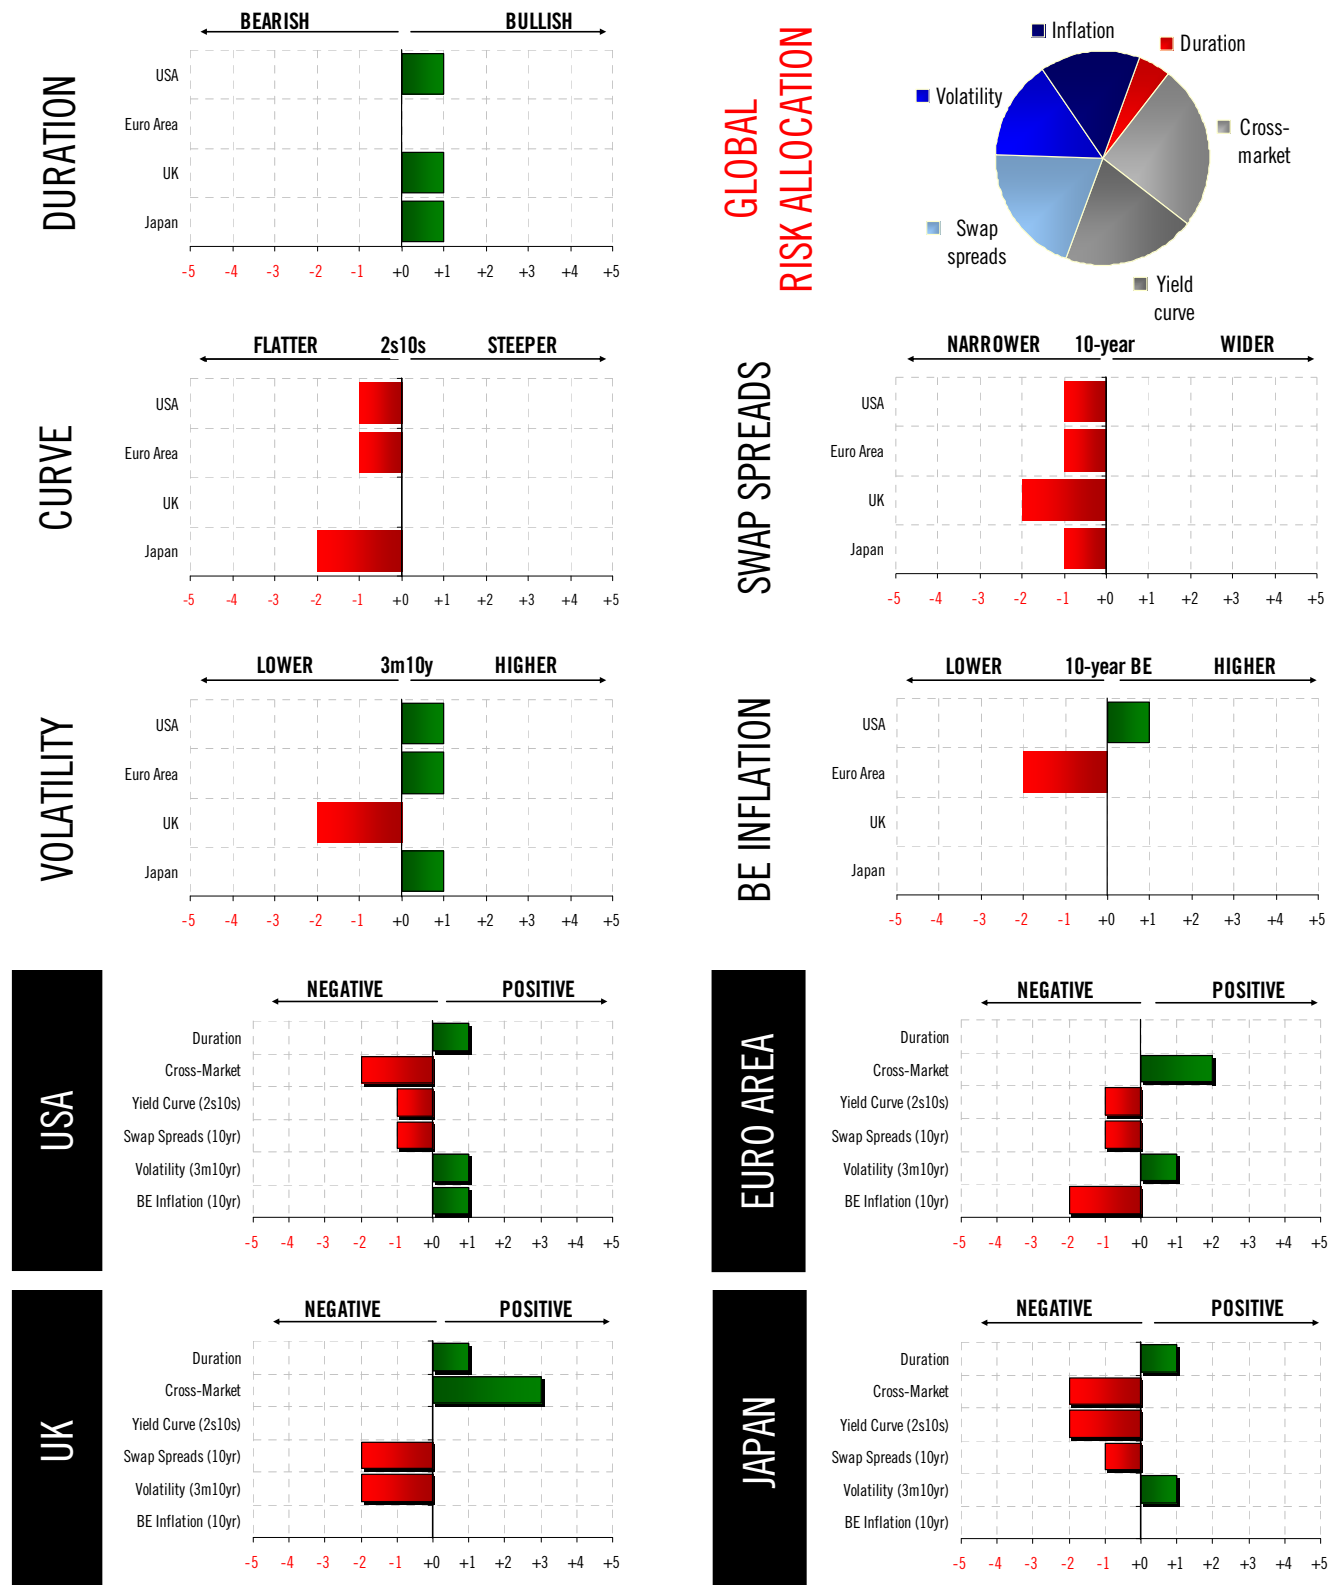 BEARISH
BULLISH
DURATION
USA
Euro Area
UK
Japan
-5 -4 -3 -2 -1 +0 +1 +2 +3 +4 +5
GLOBAL
RISK ALLOCATION
Inflation
Duration
Volatility
Cross-
market
Swap
spreads
Yield
curve
FLATTER 2s10s STEEPER
CURVE
USA
Euro Area
UK
Japan
-5 -4 -3 -2 -1 +0 +1 +2 +3 +4 +5
NARROWER 10-year WIDER
SWAP SPREADS
USA
Euro Area
UK
Japan
-5 -4 -3 -2 -1 +0 +1 +2 +3 +4 +5
LOWER 3m10y HIGHER
VOLATILITY
USA
Euro Area
UK
Japan
-5 -4 -3 -2 -1 +0 +1 +2 +3 +4 +5
LOWER 10-year BE HIGHER
BE INFLATION
USA
Euro Area
UK
Japan
-5 -4 -3 -2 -1 +0 +1 +2 +3 +4 +5
USA
NEGATIVE POSITIVE
Duration
Cross-Market
Yield Curve (2s10s)
Swap Spreads (10yr)
Volatility (3m10yr)
BE Inflation (10yr)
-5 -4 -3 -2 -1 +0 +1 +2 +3 +4 +5
EURO AREA
NEGATIVE POSITIVE
Duration
Cross-Market
Yield Curve (2s10s)
Swap Spreads (10yr)
Volatility (3m10yr)
BE Inflation (10yr)
-5 -4 -3 -2 -1 +0 +1 +2 +3 +4 +5
UK
NEGATIVE POSITIVE
Duration
Cross-Market
Yield Curve (2s10s)
Swap Spreads (10yr)
Volatility (3m10yr)
BE Inflation (10yr)
-5 -4 -3 -2 -1 +0 +1 +2 +3 +4 +5
JAPAN
NEGATIVE POSITIVE
Duration
Cross-Market
Yield Curve (2s10s)
Swap Spreads (10yr)
Volatility (3m10yr)
BE Inflation (10yr)
-5 -4 -3 -2 -1 +0 +1 +2 +3 +4 +5